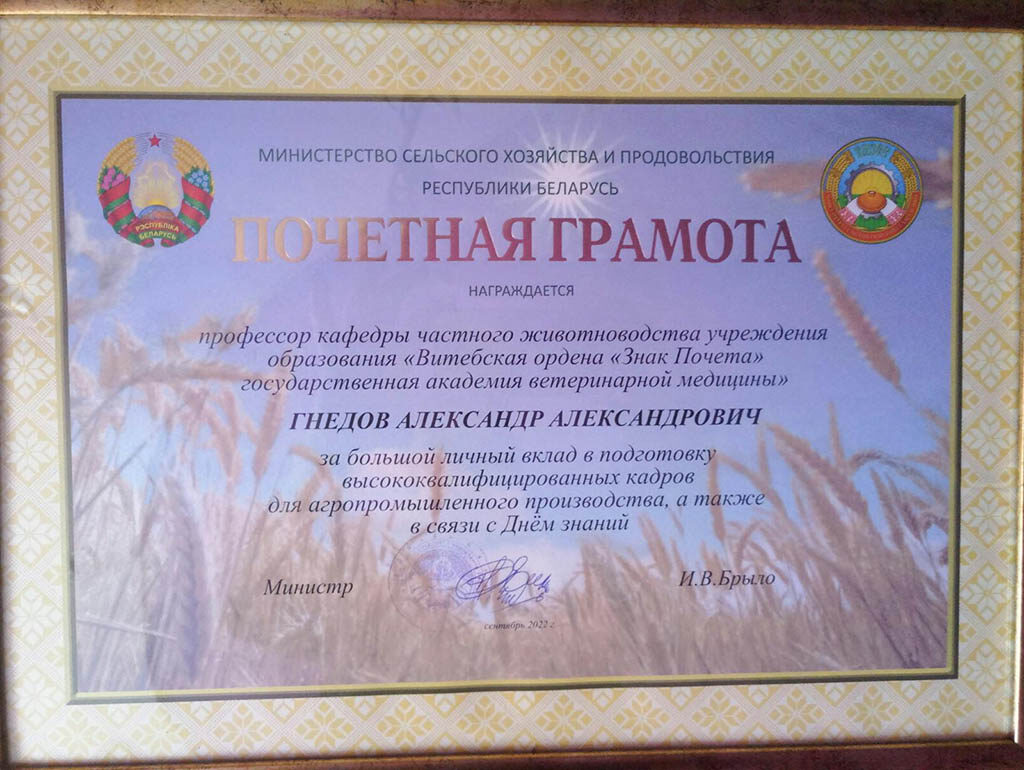 МИНИСТЕРСТВО СЕЛЬСКОГО ХОЗЯЙСТВА И ПРОДОВОЛЬСТВИЯ
РЕСПУБЛИКИ БЕЛАРУСЬ
ПОЧЕТНАЯ ГРАМОТА
РЭСПУБЛІКА
БЕЛАРУСЬ
НАГРАЖДАЕТСЯ
профессор кафедры частного животноводства учреждения
образования «Витебская ордена «Знак Почета»
государственная академия ветеринарной медицины»
ГНЕДОВ АЛЕКСАНДР АЛЕКСАНДРОВИЧ
за большой личный вклад в подготовку
высококвалифицированных кадров
для агропромышленного производства, а также
в связи с Днём знаний
Министр
И.В.Брыло
сентябрь 2022 г.